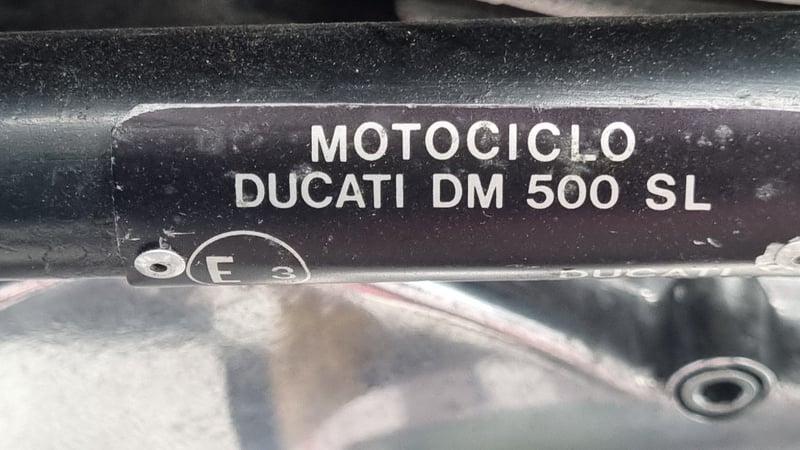 MOTOCICLO
DUCATI DM 500 SL
E 3
DUCATI